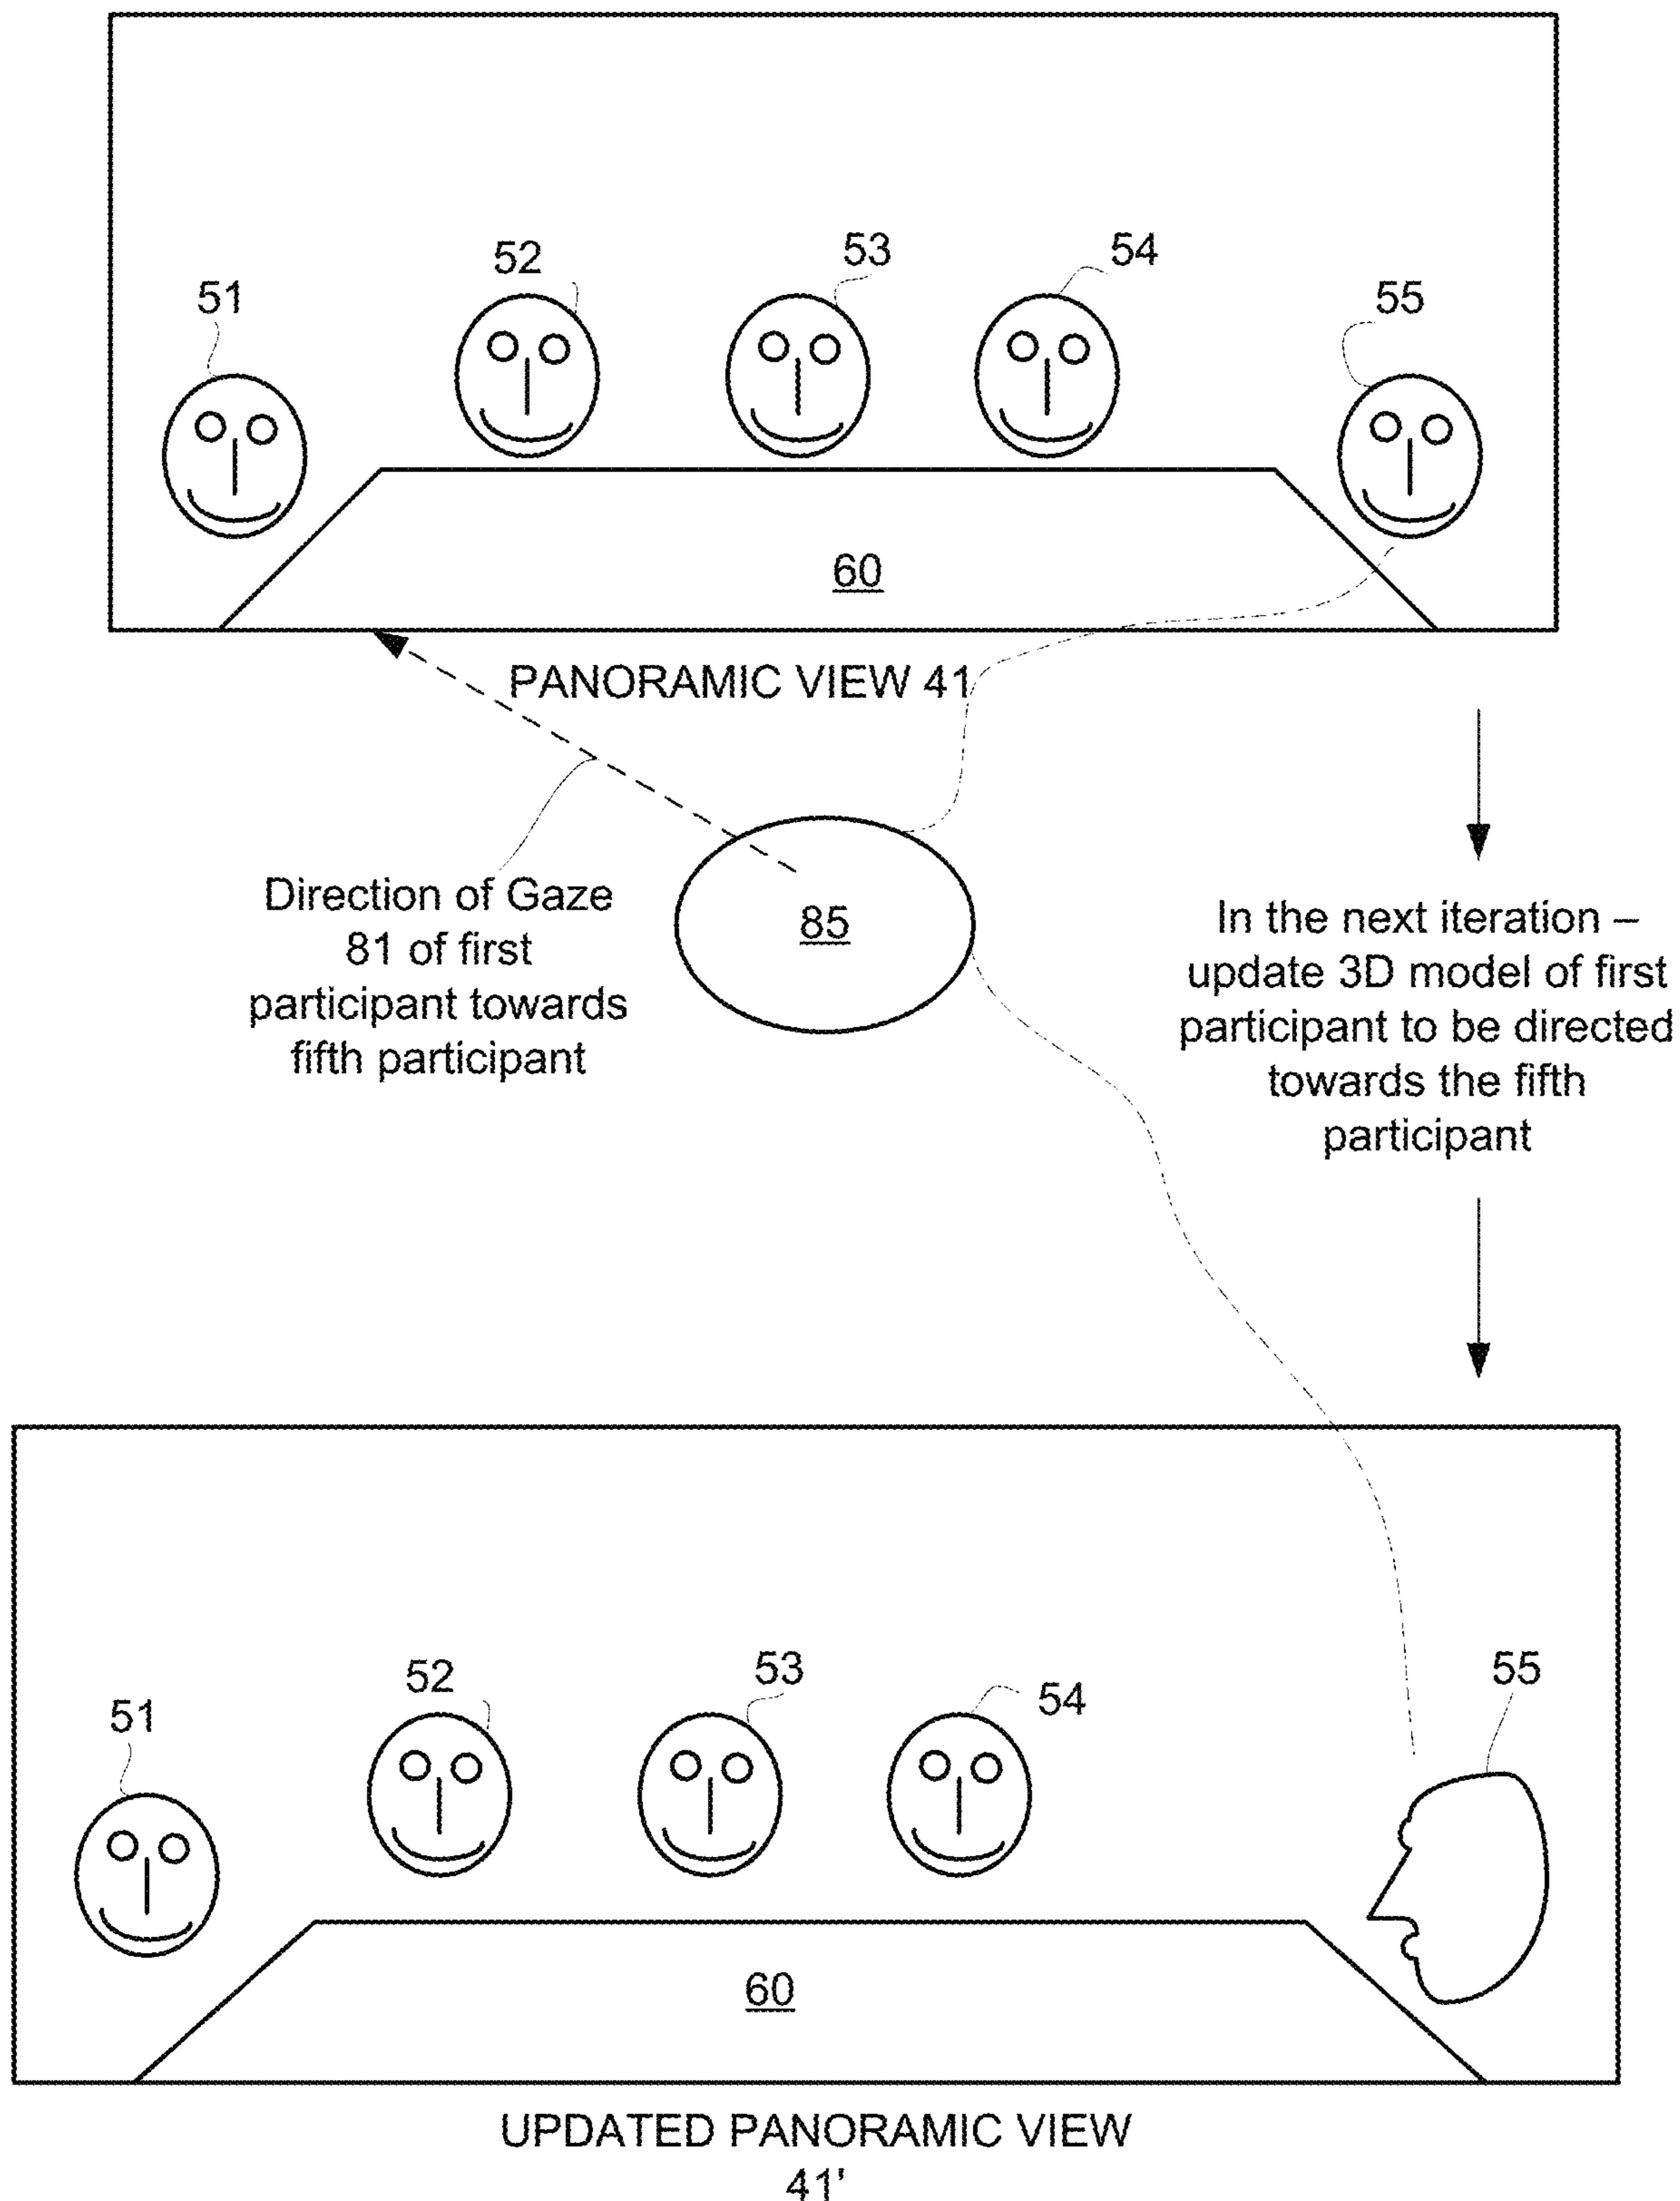 51
52
53
54
55
60
PANORAMIC VIEW 41
Direction of Gaze
81 of first
participant towards
fifth participant
85
In the next iteration –
update 3D model of first
participant to be directed
towards the fifth
participant
51
52
53
54
55
60
UPDATED PANORAMIC VIEW
41'